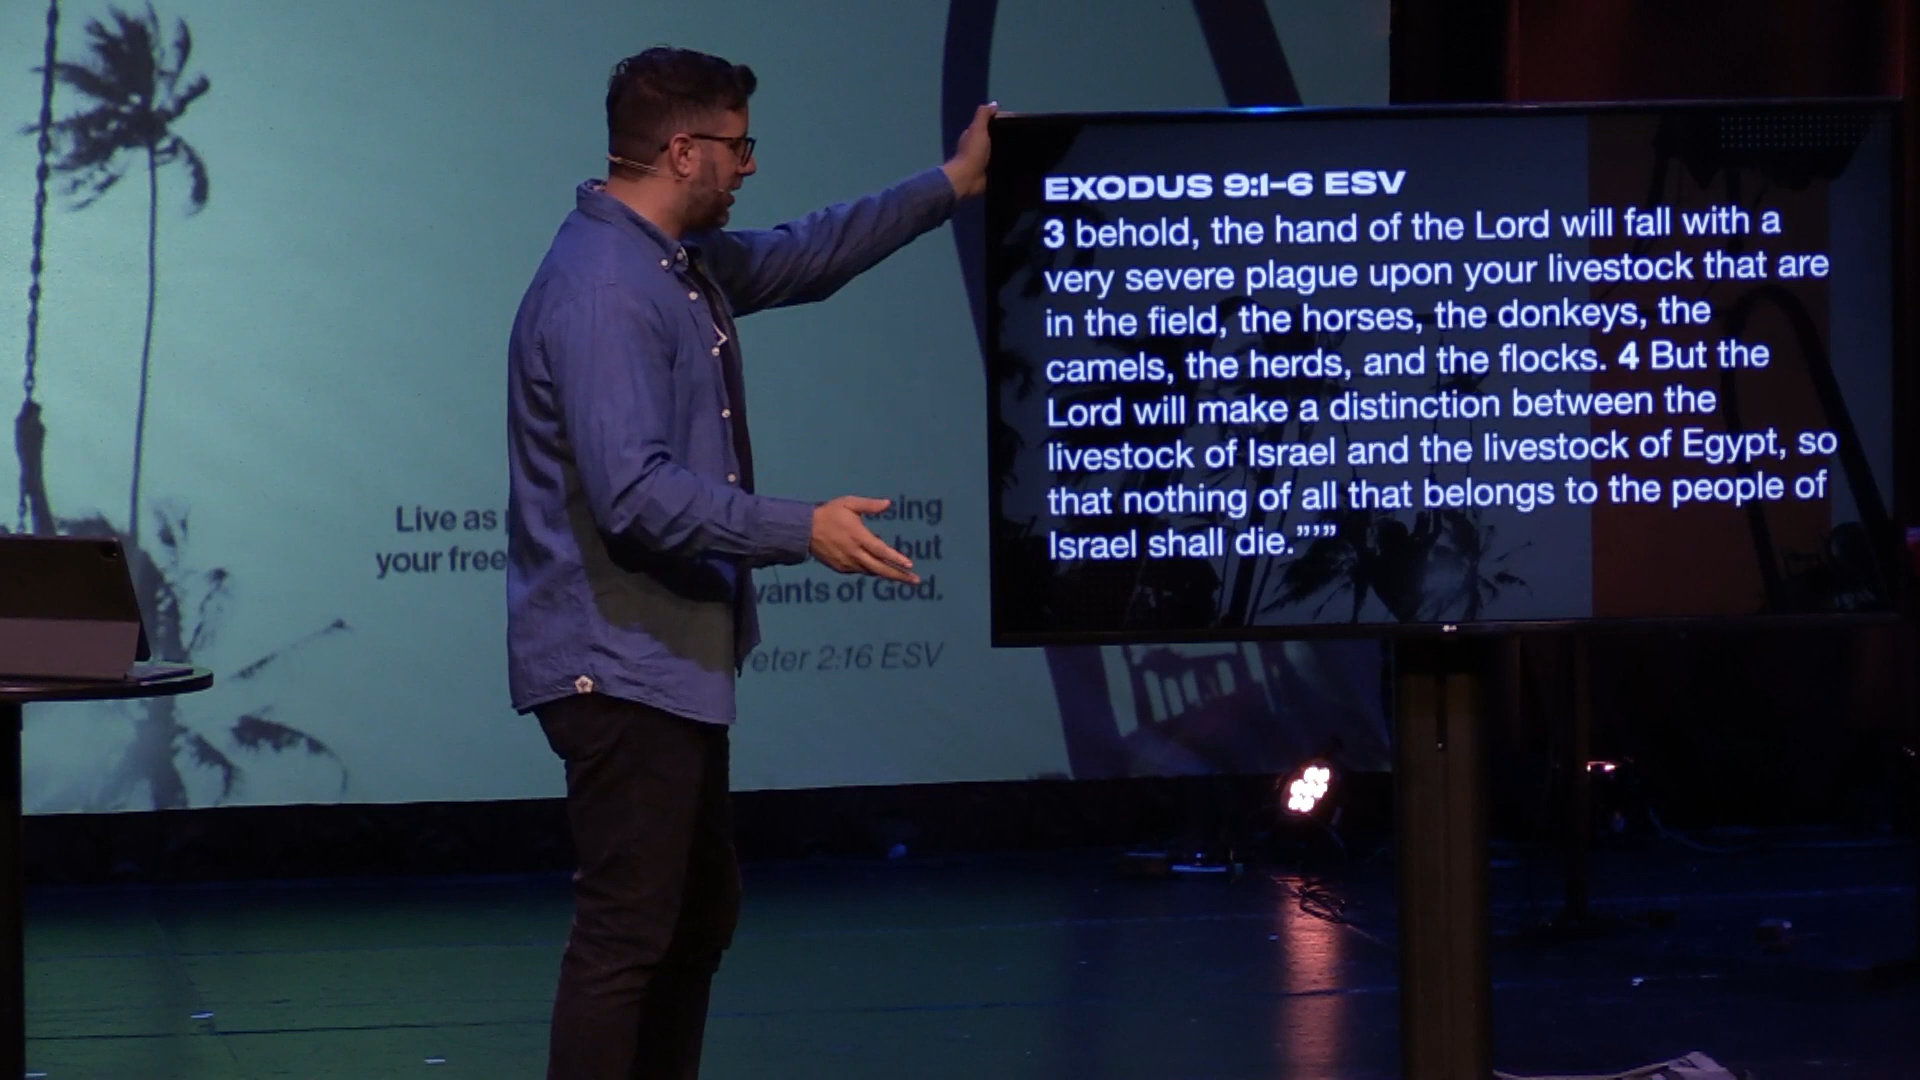 EXODUS 9:1-6 ESV
3 behold, the hand of the Lord will fall with a
very severe plague upon your livestock that are
in the field, the horses, the donkeys, the
camels, the herds, and the flocks. 4 But the
Lord will make a distinction between the
livestock of Israel and the livestock of Egypt, so
that nothing of all that belongs to the people of
Israel shall die.”’”
Live as
your free but
of God.
2:16 ESV
LG